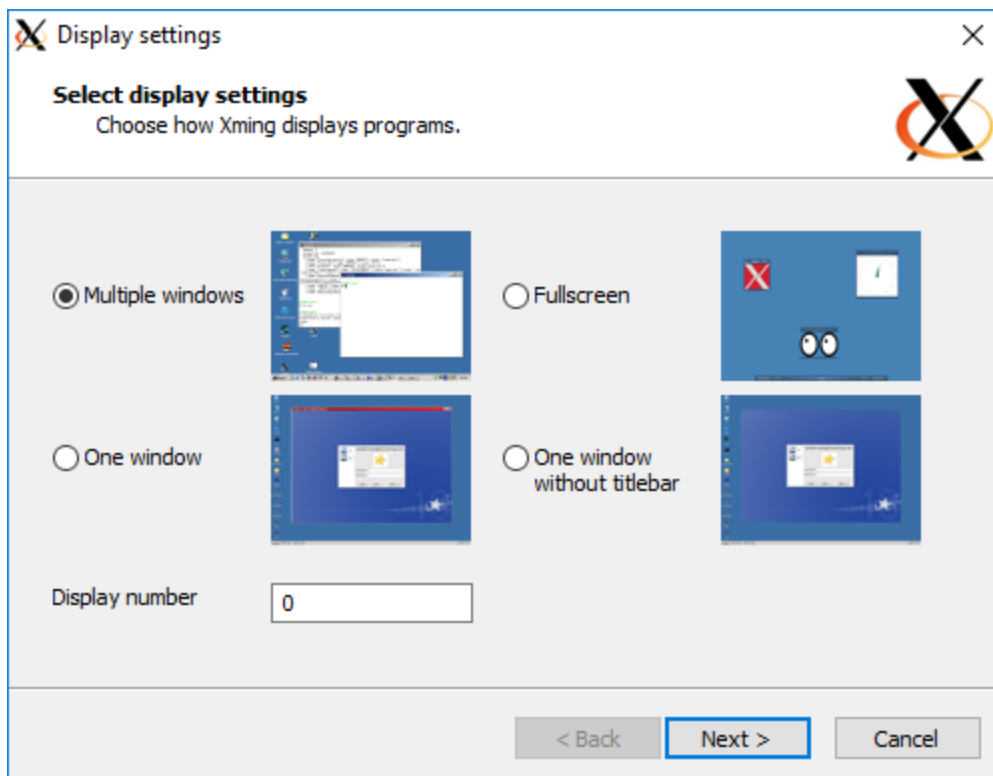 Display settings
Select display settings
Choose how Xming displays programs.
Multiple windows
Fullscreen
One window
One window
without titlebar
Display number
0
< Back
Next >
Cancel